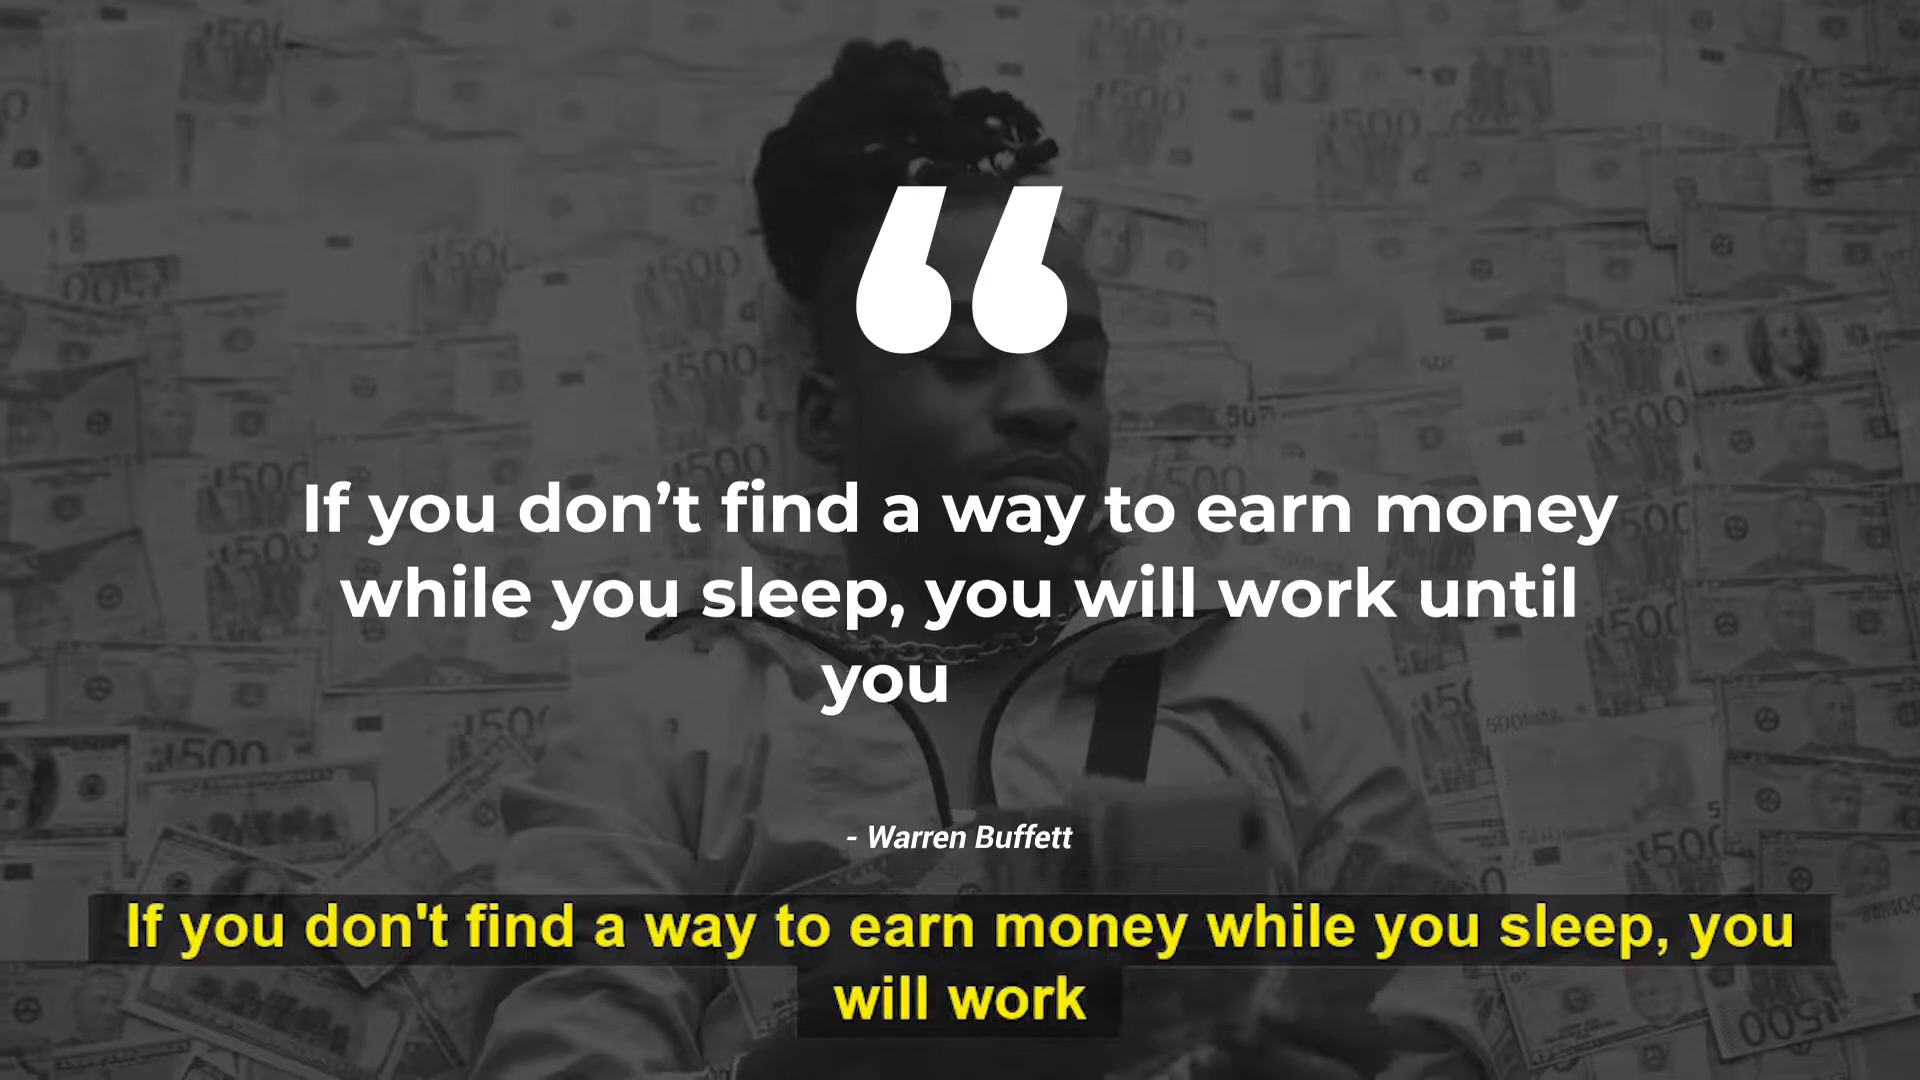 “
If you don’t find a way to earn money
while you sleep, you will work until
you
- Warren Buffett
If you don't find a way to earn money while you sleep, you
will work